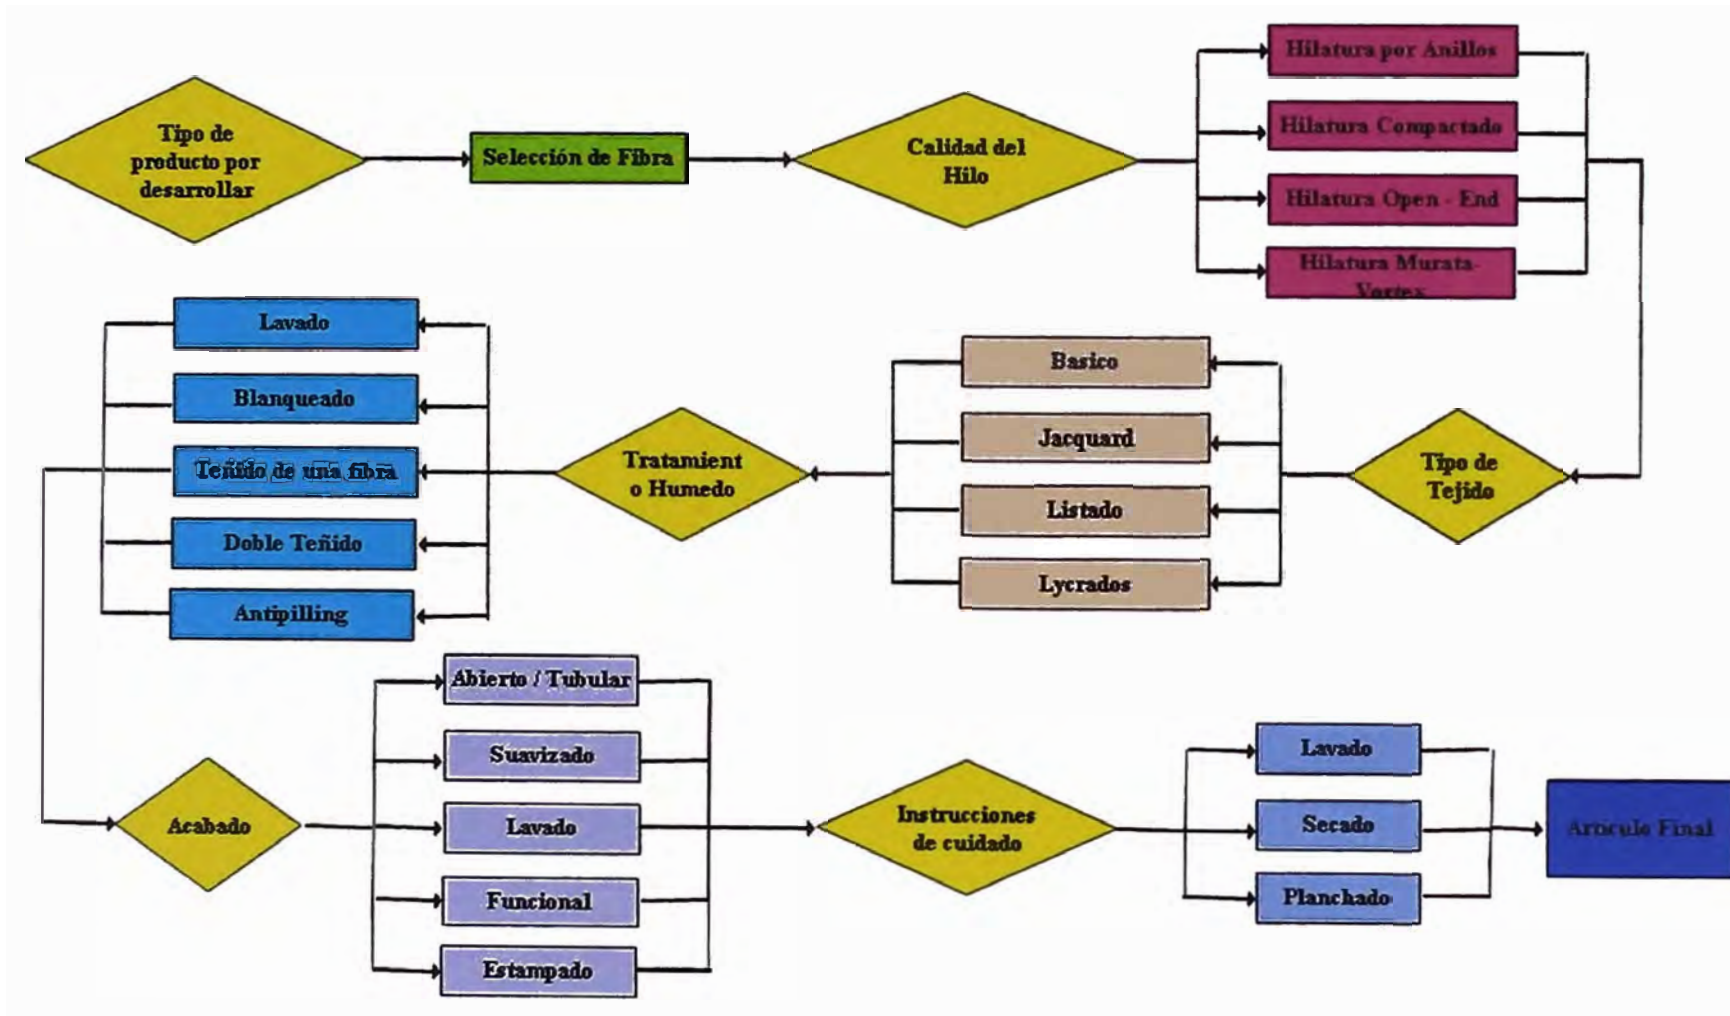 Tipo de
producto por
desarrollar
Selección de Fibra
Calidad del
Hilo
Hilatura por Anillos
Hilatura Compactado
Hilatura Open - End
Hilatura Murata-
Vortex
Tipo de
Tejido
Basico
Jacquard
Listado
Lycrados
Tratamient
o Humedo
Lavado
Blanqueado
Teñido de una fibra
Doble Teñido
Antipilling
Acabado
Abierto / Tubular
Suavizado
Lavado
Funcional
Estampado
Instrucciones
de cuidado
Lavado
Secado
Planchado
Articulo Final